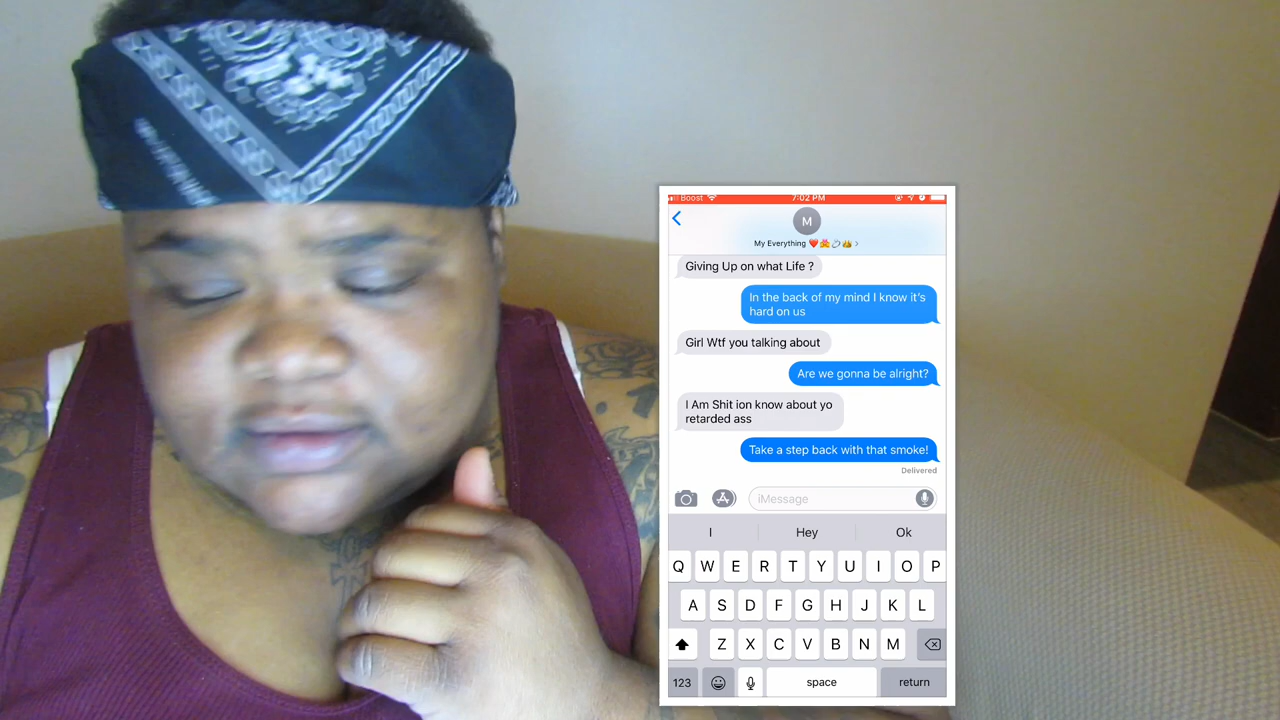 Boost
7:02 PM
M
My Everything ❤️
Giving Up on what Life ?
In the back of my mind I know it's
hard on us
Girl Wtf you talking about
Are we gonna be alright?
I Am Shit ion know about yo
retarded ass
Take a step back with that smoke!
Delivered
iMessage
I Hey Ok
Q W E R T Y U I O P
A S D F G H J K L
Z X C V B N M
123 space return